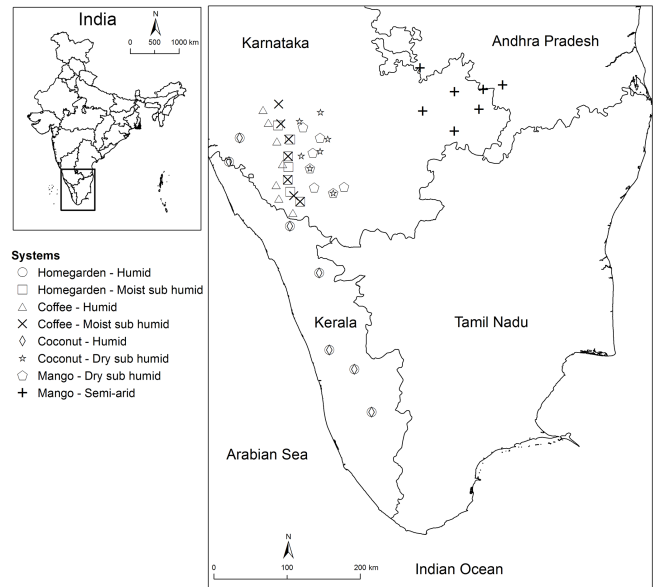 India
N
0 500 1000 km
Karnataka
Andhra Pradesh
Systems
Homegarden - Humid
Homegarden - Moist sub humid
Coffee - Humid
Coffee - Moist sub humid
Coconut - Humid
Coconut - Dry sub humid
Mango - Dry sub humid
Mango - Semi-arid
Kerala
Tamil Nadu
Arabian Sea
N
0 100 200 km
Indian Ocean